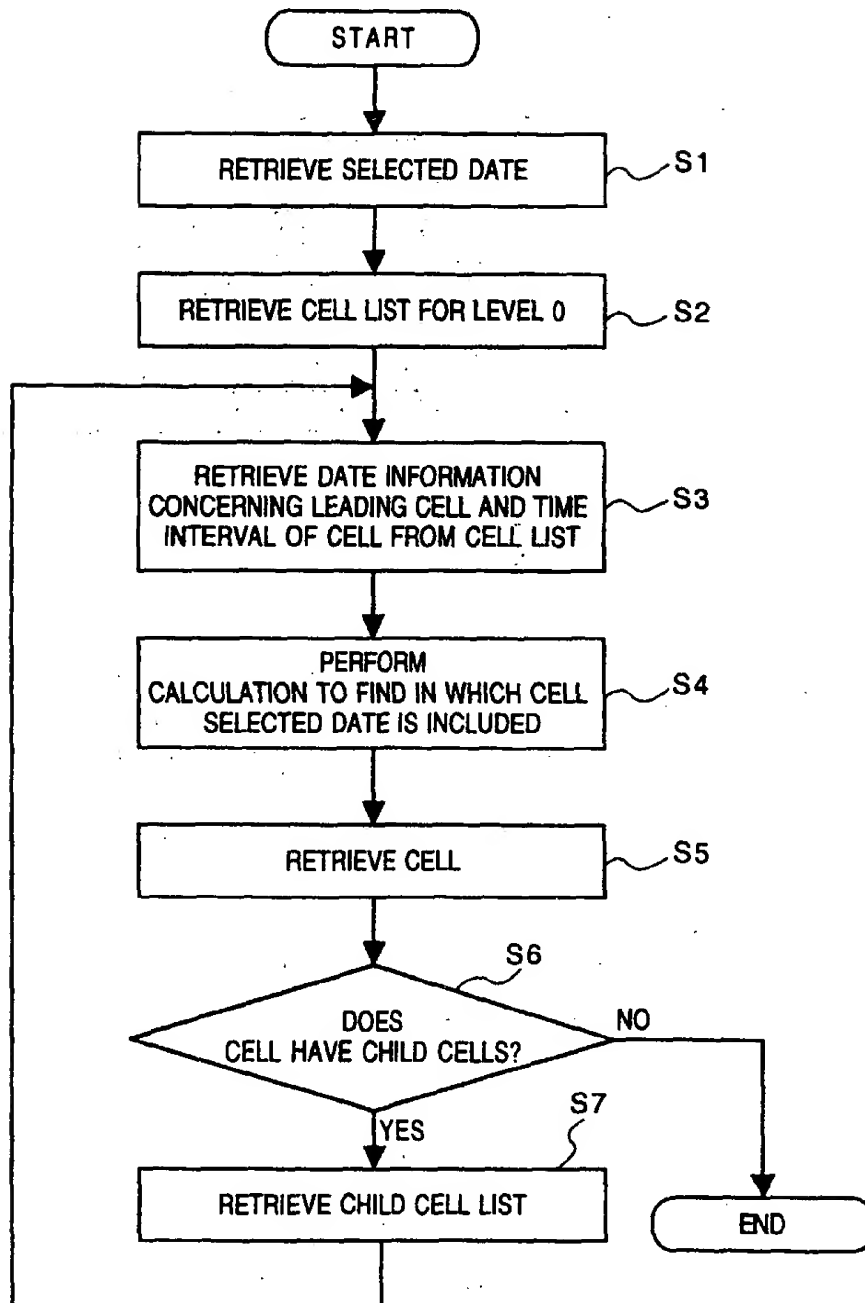 START
RETRIEVE SELECTED DATE
S1
RETRIEVE CELL LIST FOR LEVEL 0
S2
RETRIEVE DATE INFORMATION
CONCERNING LEADING CELL AND TIME
INTERVAL OF CELL FROM CELL LIST
S3
PERFORM
CALCULATION TO FIND IN WHICH CELL
SELECTED DATE IS INCLUDED
S4
RETRIEVE CELL
S5
S6
DOES
CELL HAVE CHILD CELLS?
NO
YES
S7
RETRIEVE CHILD CELL LIST
END